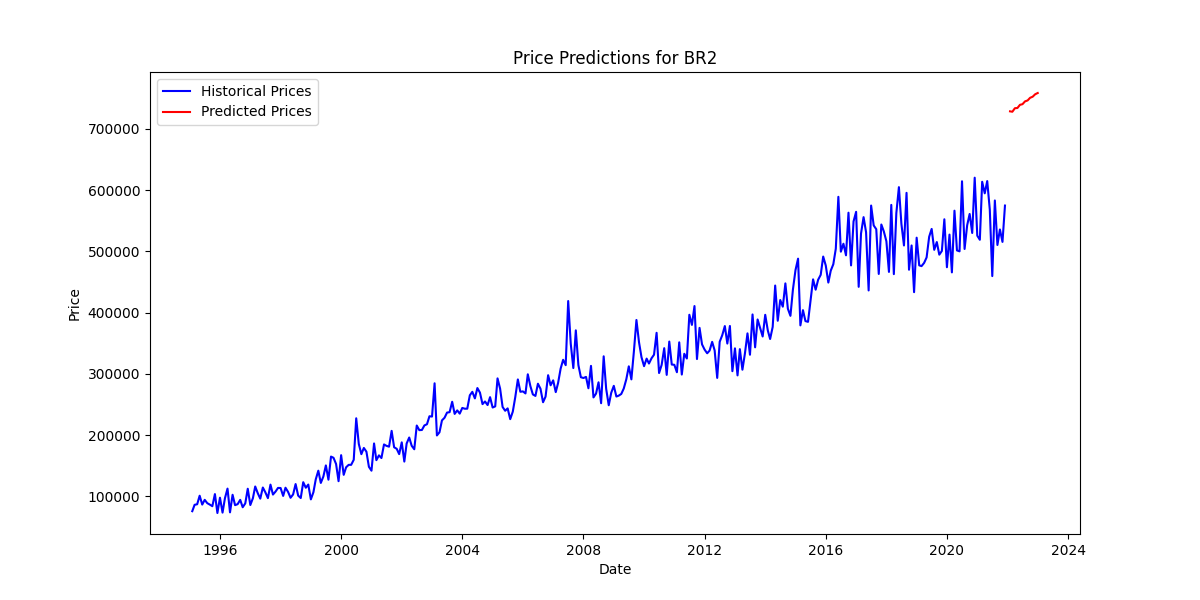 Price Predictions for BR2
Historical Prices
Predicted Prices
700000
600000
500000
400000
300000
200000
100000
Price
1996 2000 2004 2008 2012 2016 2020 2024
Date